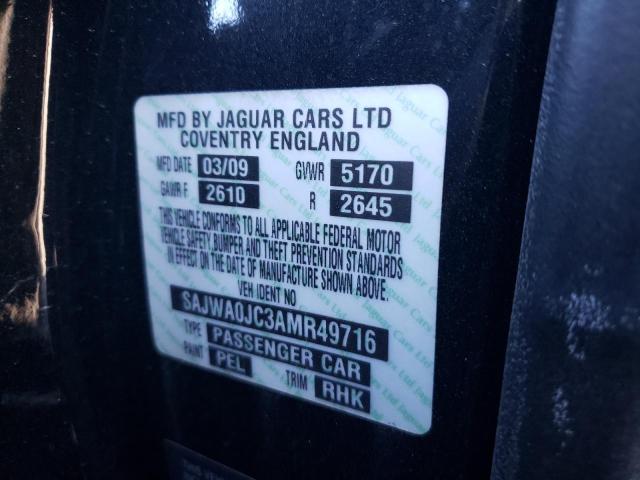 MFD BY JAGUAR CARS LTD
COVENTRY ENGLAND
MFD DATE 03/09 GVWR 5170
GAWR F 2610 R 2645
THIS VEHICLE CONFORMS TO ALL APPLICABLE FEDERAL MOTOR
VEHICLE SAFETY BUMPER AND THEFT PREVENTION STANDARDS
IN EFFECT ON THE DATE OF MANUFACTURE SHOWN ABOVE.
VEH IDENT NO
SAJWA0JC3AMR49716
TYPE PASSENGER CAR
PAINT PEL TRIM RHK